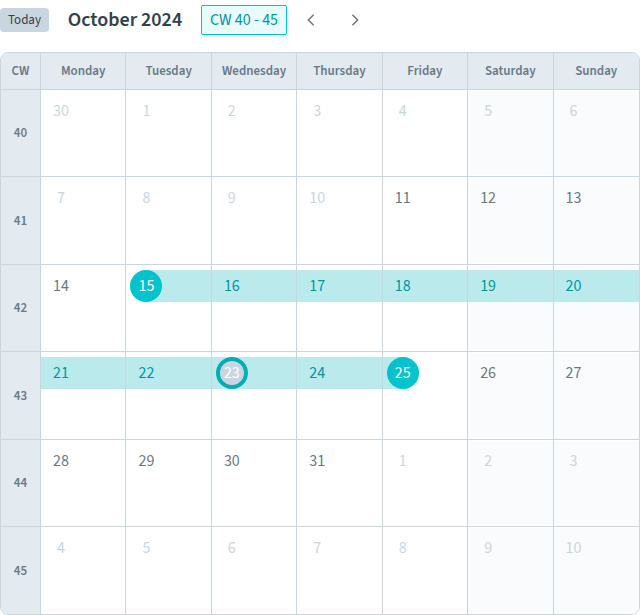 Today October 2024 CW 40 - 45
CW Monday Tuesday Wednesday Thursday Friday Saturday Sunday
40 30 1 2 3 4 5 6
41 7 8 9 10 11 12 13
42 14 15 16 17 18 19 20
43 21 22 23 24 25 26 27
44 28 29 30 31 1 2 3
45 4 5 6 7 8 9 10